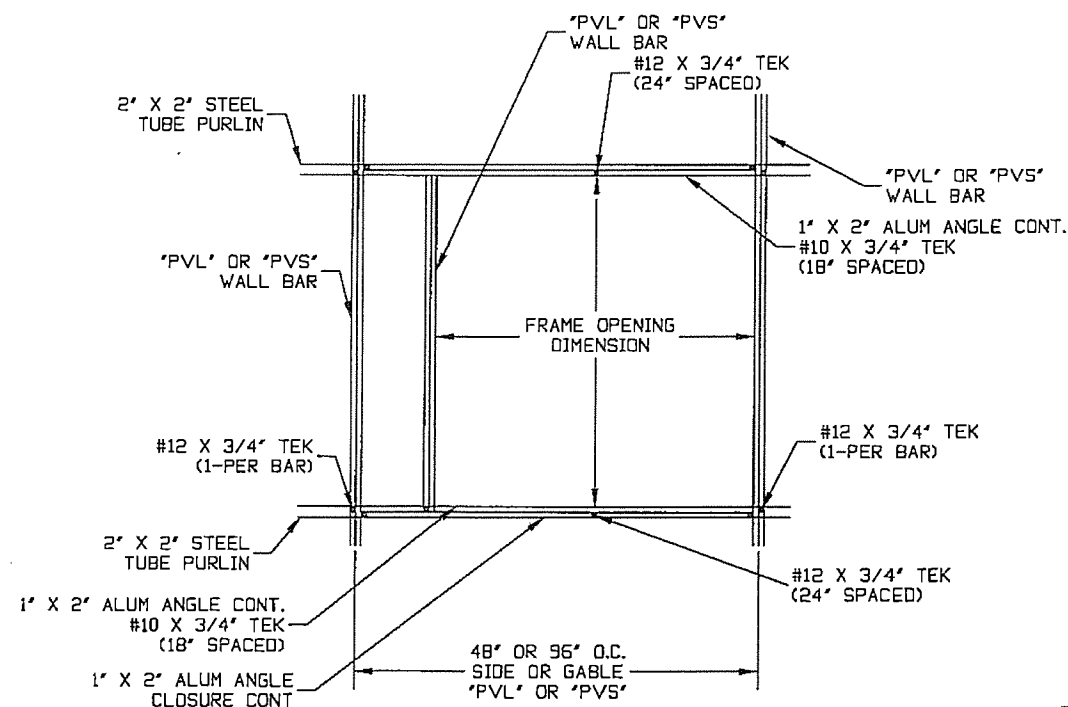 "PVL" OR "PVS"
WALL BAR
#12 X 3/4" TEK
(24" SPACED)
2" X 2" STEEL
TUBE PURLIN
"PVL" OR "PVS"
WALL BAR
1" X 2" ALUM ANGLE CONT.
#10 X 3/4" TEK
(18" SPACED)
"PVL" OR "PVS"
WALL BAR
FRAME OPENING
DIMENSION
#12 X 3/4" TEK
(1-PER BAR)
#12 X 3/4" TEK
(1-PER BAR)
2" X 2" STEEL
TUBE PURLIN
#12 X 3/4" TEK
(24" SPACED)
1" X 2" ALUM ANGLE CONT.
#10 X 3/4" TEK
(18" SPACED)
48" OR 96" O.C.
SIDE OR GABLE
"PVL" OR "PVS"
1" X 2" ALUM ANGLE
CLOSURE CONT